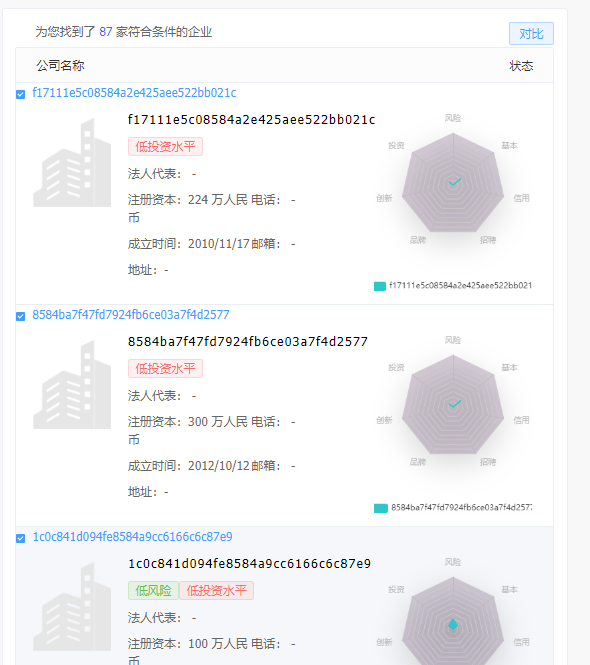 为您找到了 87 家符合条件的企业
对比
公司名称 状态
f17111e5c08584a2e425aee522bb021c
f17111e5c08584a2e425aee522bb021c
低投资水平
法人代表： -
注册资本：224 万人民币 电话： -
成立时间：2010/11/17 邮箱： -
地址：-
风险
投资 基本
创新 信用
品牌 招聘
f17111e5c08584a2e425aee522bb021
8584ba7f47fd7924fb6ce03a7f4d2577
8584ba7f47fd7924fb6ce03a7f4d2577
低投资水平
法人代表： -
注册资本：300 万人民币 电话： -
成立时间：2012/10/12 邮箱： -
地址：-
风险
投资 基本
创新 信用
品牌 招聘
8584ba7f47fd7924fb6ce03a7f4d2577
1c0c841d094fe8584a9cc6166c6c87e9
1c0c841d094fe8584a9cc6166c6c87e9
低风险 低投资水平
法人代表： -
注册资本：100 万人民币 电话： -
风险
投资 基本
创新 信用